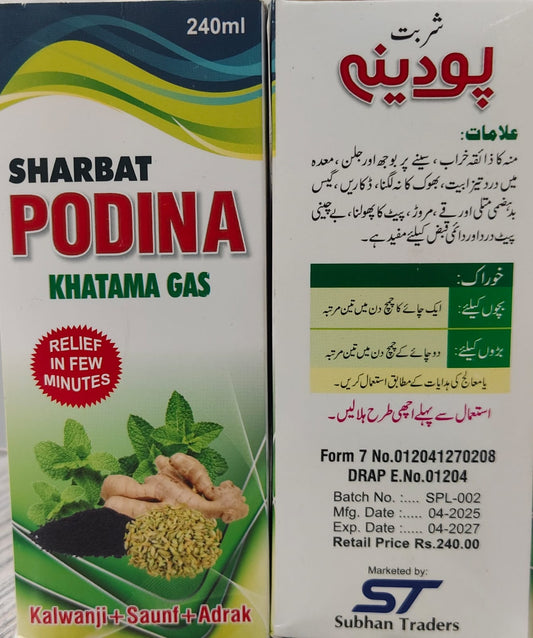 240ml
SHARBAT
PODINA
KHATAMA GAS
RELIEF
IN FEW
MINUTES
Kalwanji+Saunf+Adrak
شربت
پودینہ
علامات:
منہ کا ذائقہ خراب، سینے پر بوجھ اور جلن، معدہ
میں درد تیزابیت، بھوک کا نہ لگنا، ڈکاریں، گیس
بدہضمی متلی اور قے، مروڑ، پیٹ کا پھولنا، بے چینی
پیٹ درد اور دائمی قبض کیلئے مفید ہے۔
خوراک:
بچوں کیلئے: ایک چائے کا چمچ دن میں تین مرتبہ
بڑوں کیلئے: دو چائے کے چمچ دن میں تین مرتبہ
یا معالج کی ہدایات کے مطابق استعمال کریں۔
استعمال سے پہلے اچھی طرح ہلالیں۔
Form 7 No.012041270208
DRAP E.No.01204
Batch No. :.... SPL-002
Mfg. Date :.... 04-2025
Exp. Date :.... 04-2027
Retail Price Rs.240.00
Marketed by:
ST
Subhan Traders